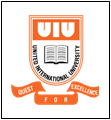 UIU
UNITED INTERNATIONAL UNIVERSITY
QUEST FOR EXCELLENCE